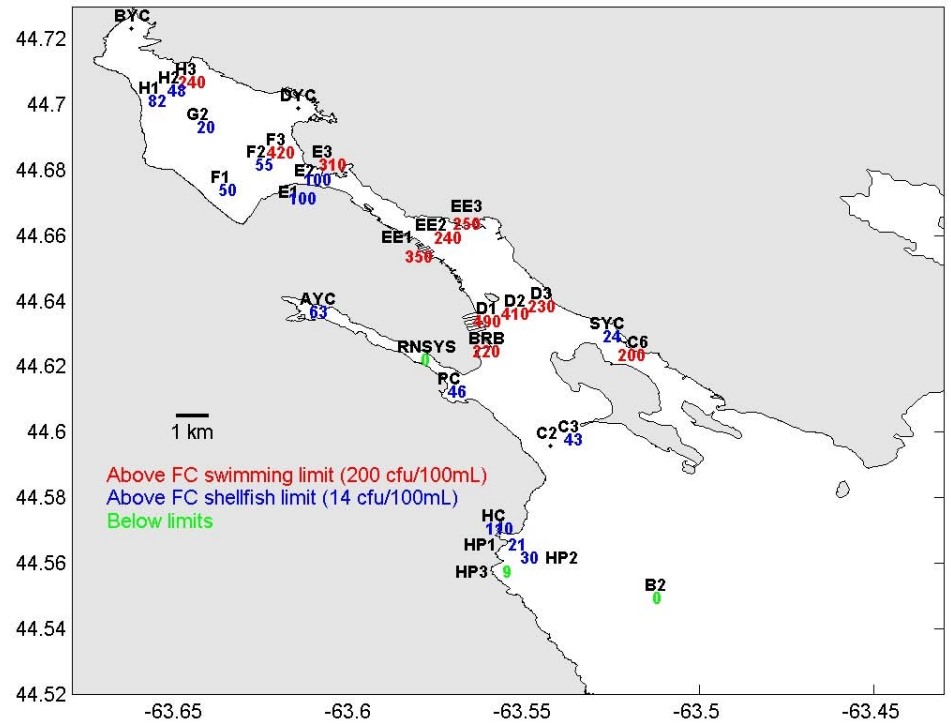 BYC
44.72
H3
H2
240
H1
48
82
44.7
DYC
G2
20
F3
F2
420
E3
55
310
44.68
E2
F1
100
50
E1
100
EE3
EE2
250
44.66
EE1
240
350
44.64
AYC
D3
63
D2
230
D1
410
490
SYC
24
BRB
C6
RNSYS
220
200
44.62
0
PC
46
1 km
44.6
C2
C3
43
Above FC swimming limit (200 cfu/100mL)
44.58
Above FC shellfish limit (14 cfu/100mL)
Below limits
HC
110
HP1
21
44.56
30
HP2
HP3
9
B2
0
44.54
44.52
-63.65
-63.6
-63.55
-63.5
-63.45